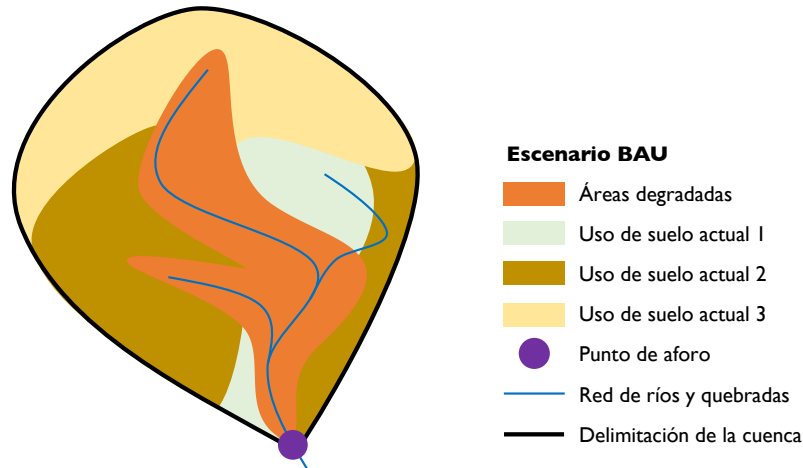 Escenario BAU
Áreas degradadas
Uso de suelo actual 1
Uso de suelo actual 2
Uso de suelo actual 3
Punto de aforo
Red de ríos y quebradas
Delimitación de la cuenca